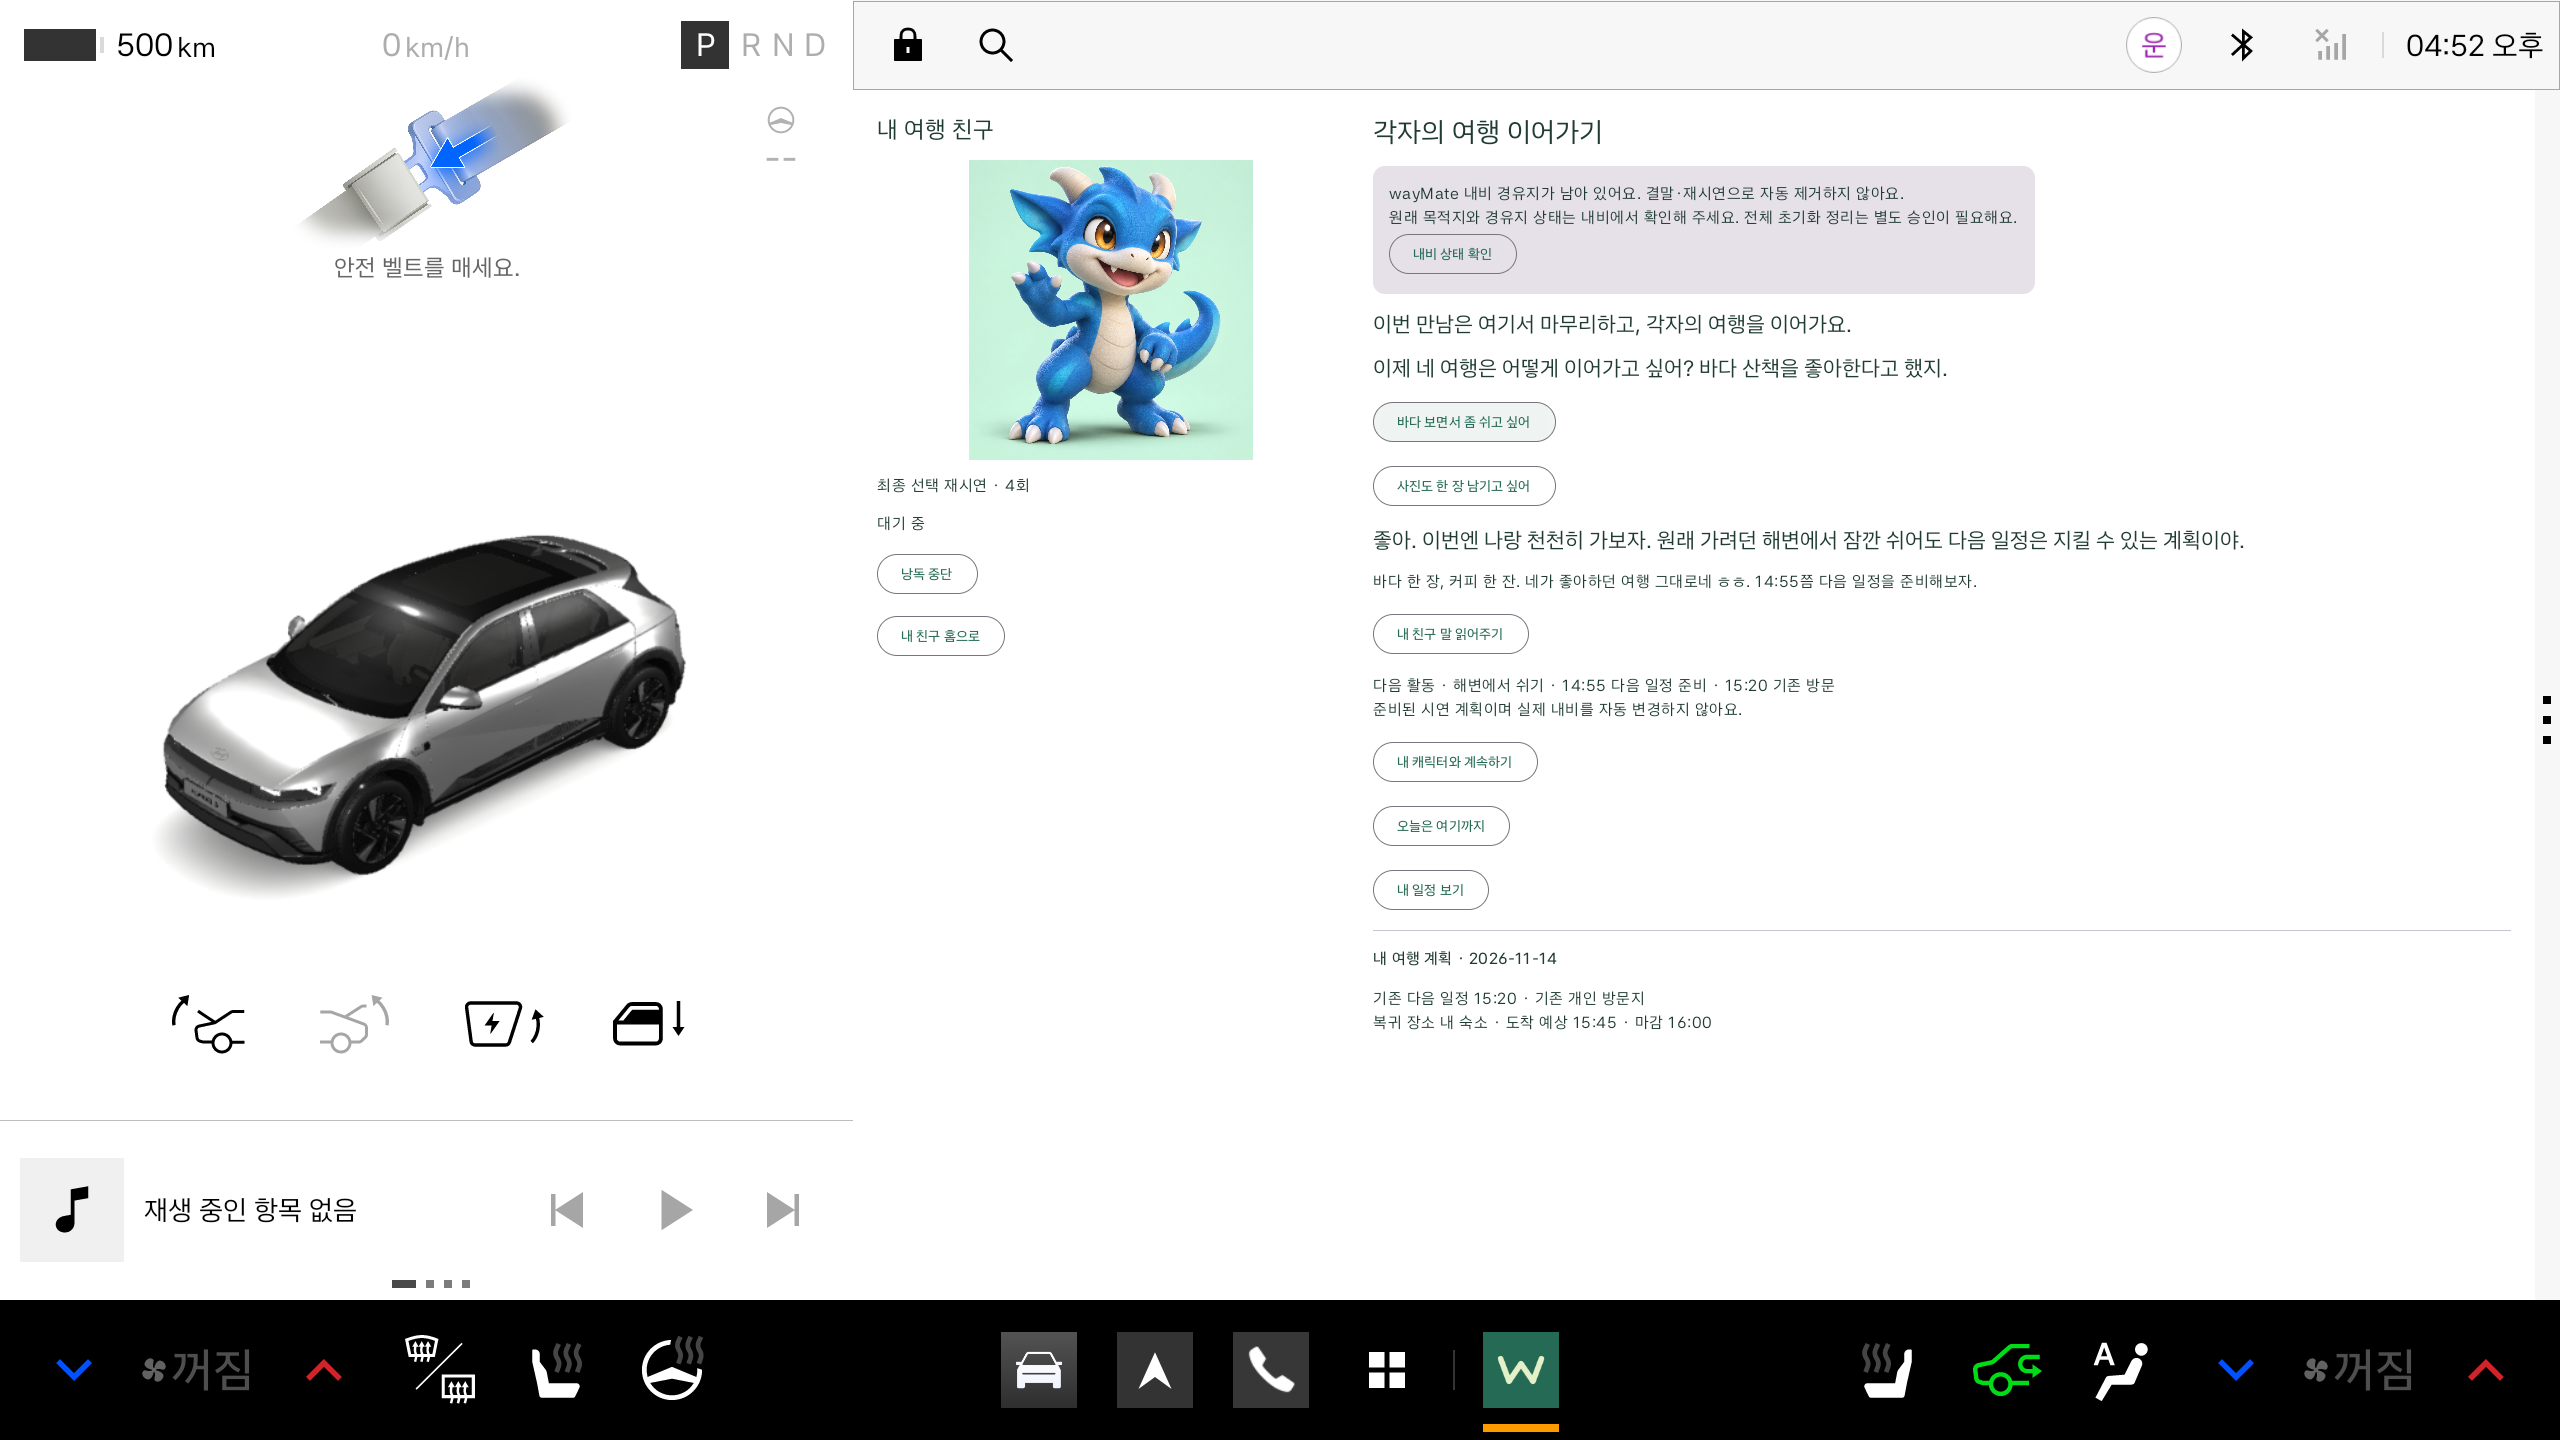 500 km
0 km/h
P R N D
운
04:52 오후
안전 벨트를 매세요.
재생 중인 항목 없음
내 여행 친구
최종 선택 재시연 · 4회
대기 중
낭독 중단
내 친구 홈으로
각자의 여행 이어가기
wayMate 내비 경유지가 남아 있어요. 결말·재시연으로 자동 제거하지 않아요.
원래 목적지와 경유지 상태는 내비에서 확인해 주세요. 전체 초기화 정리는 별도 승인이 필요해요.
내비 상태 확인
이번 만남은 여기서 마무리하고, 각자의 여행을 이어가요.
이제 네 여행은 어떻게 이어가고 싶어? 바다 산책을 좋아한다고 했지.
바다 보면서 좀 쉬고 싶어
사진도 한 장 남기고 싶어
좋아. 이번엔 나랑 천천히 가보자. 원래 가려던 해변에서 잠깐 쉬어도 다음 일정은 지킬 수 있는 계획이야.
바다 한 장, 커피 한 잔. 네가 좋아하던 여행 그대로네 ㅎㅎ. 14:55쯤 다음 일정을 준비해보자.
내 친구 말 읽어주기
다음 활동 · 해변에서 쉬기 · 14:55 다음 일정 준비 · 15:20 기존 방문
준비된 시연 계획이며 실제 내비를 자동 변경하지 않아요.
내 캐릭터와 계속하기
오늘은 여기까지
내 일정 보기
내 여행 계획 · 2026-11-14
기존 다음 일정 15:20 · 기존 개인 방문지
복귀 장소 내 숙소 · 도착 예상 15:45 · 마감 16:00
꺼짐
W
A
꺼짐